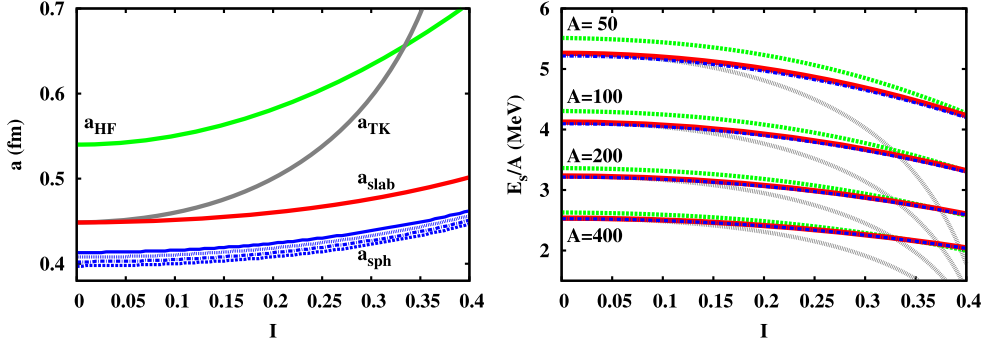 0.7
0.6
0.5
0.4
a (fm)
a_HF
a_TK
a_slab
a_sph
0 0.05 0.1 0.15 0.2 0.25 0.3 0.35 0.4
I
6
5
4
3
2
E_s/A (MeV)
A= 50
A=100
A=200
A=400
0 0.05 0.1 0.15 0.2 0.25 0.3 0.35 0.4
I